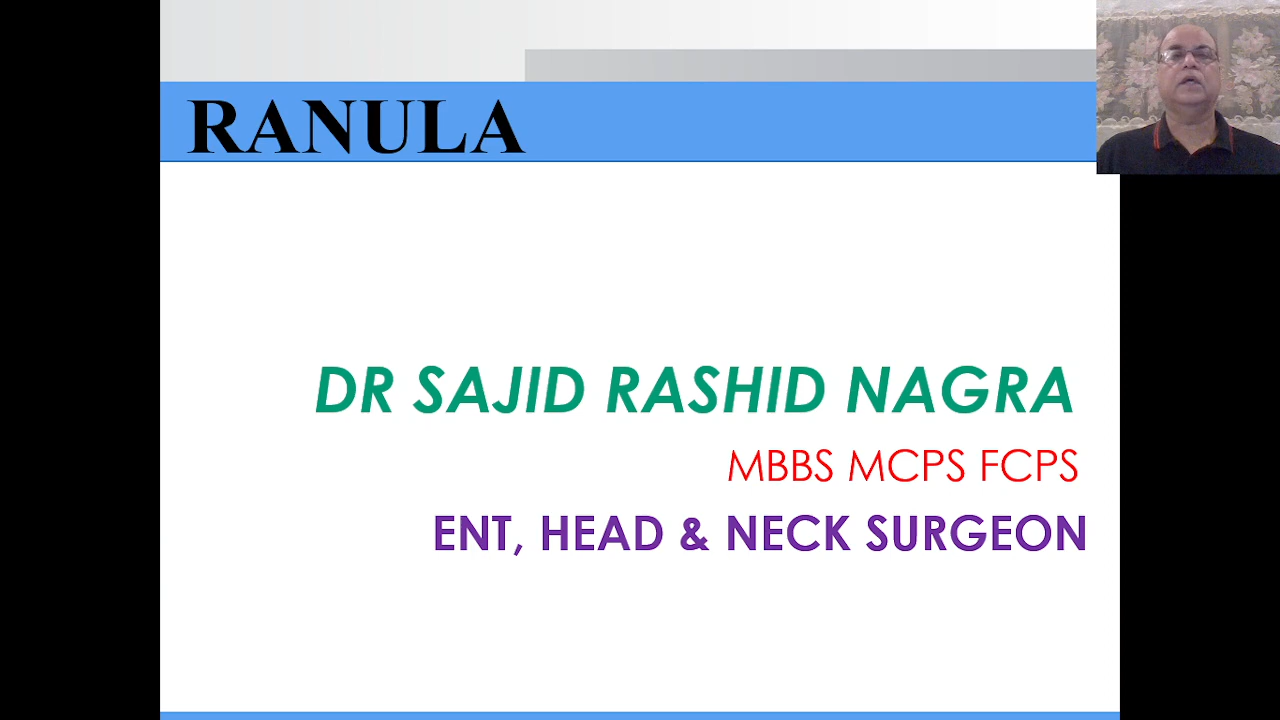 RANULA
DR SAJID RASHID NAGRA
MBBS MCPS FCPS
ENT, HEAD & NECK SURGEON